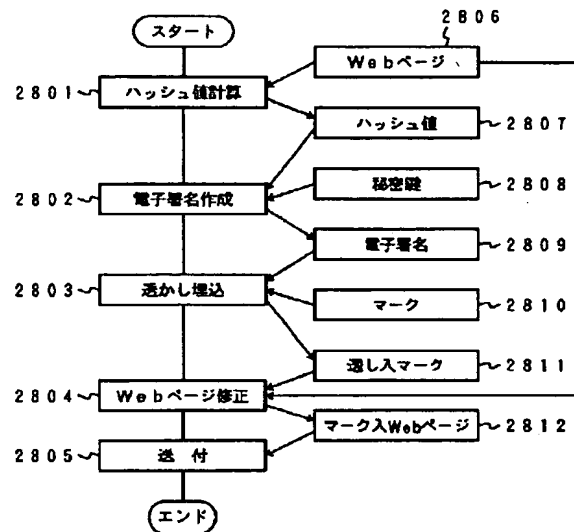 2806
スタート
Webページ
2801 ハッシュ値計算
ハッシュ値 2807
秘密鍵 2808
2802 電子署名作成
電子署名 2809
2803 透かし埋込
マーク 2810
透し入マーク 2811
2804 Webページ修正
マーク入Webページ 2812
2805 送付
エンド